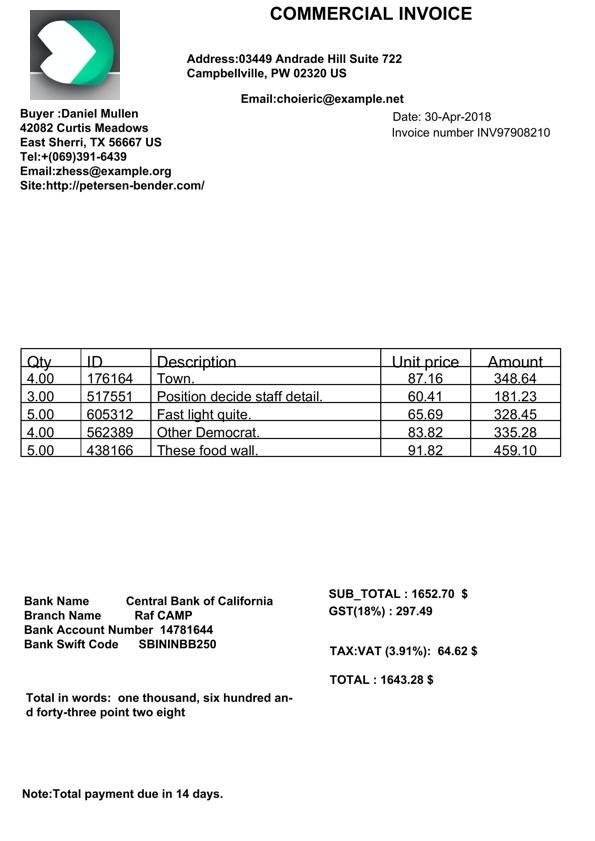 COMMERCIAL INVOICE
Address:03449 Andrade Hill Suite 722
Campbellville, PW 02320 US
Email:choieric@example.net
Buyer :Daniel Mullen
42082 Curtis Meadows
East Sherri, TX 56667 US
Tel:+(069)391-6439
Email:zhess@example.org
Site:http://petersen-bender.com/
Date: 30-Apr-2018
Invoice number INV97908210
Qty ID Description Unit price Amount
4.00 176164 Town. 87.16 348.64
3.00 517551 Position decide staff detail. 60.41 181.23
5.00 605312 Fast light quite. 65.69 328.45
4.00 562389 Other Democrat. 83.82 335.28
5.00 438166 These food wall. 91.82 459.10
Bank Name Central Bank of California
Branch Name Raf CAMP
Bank Account Number 14781644
Bank Swift Code SBININBB250
SUB_TOTAL : 1652.70 $
GST(18%) : 297.49
TAX:VAT (3.91%): 64.62 $
TOTAL : 1643.28 $
Total in words: one thousand, six hundred an-
d forty-three point two eight
Note:Total payment due in 14 days.